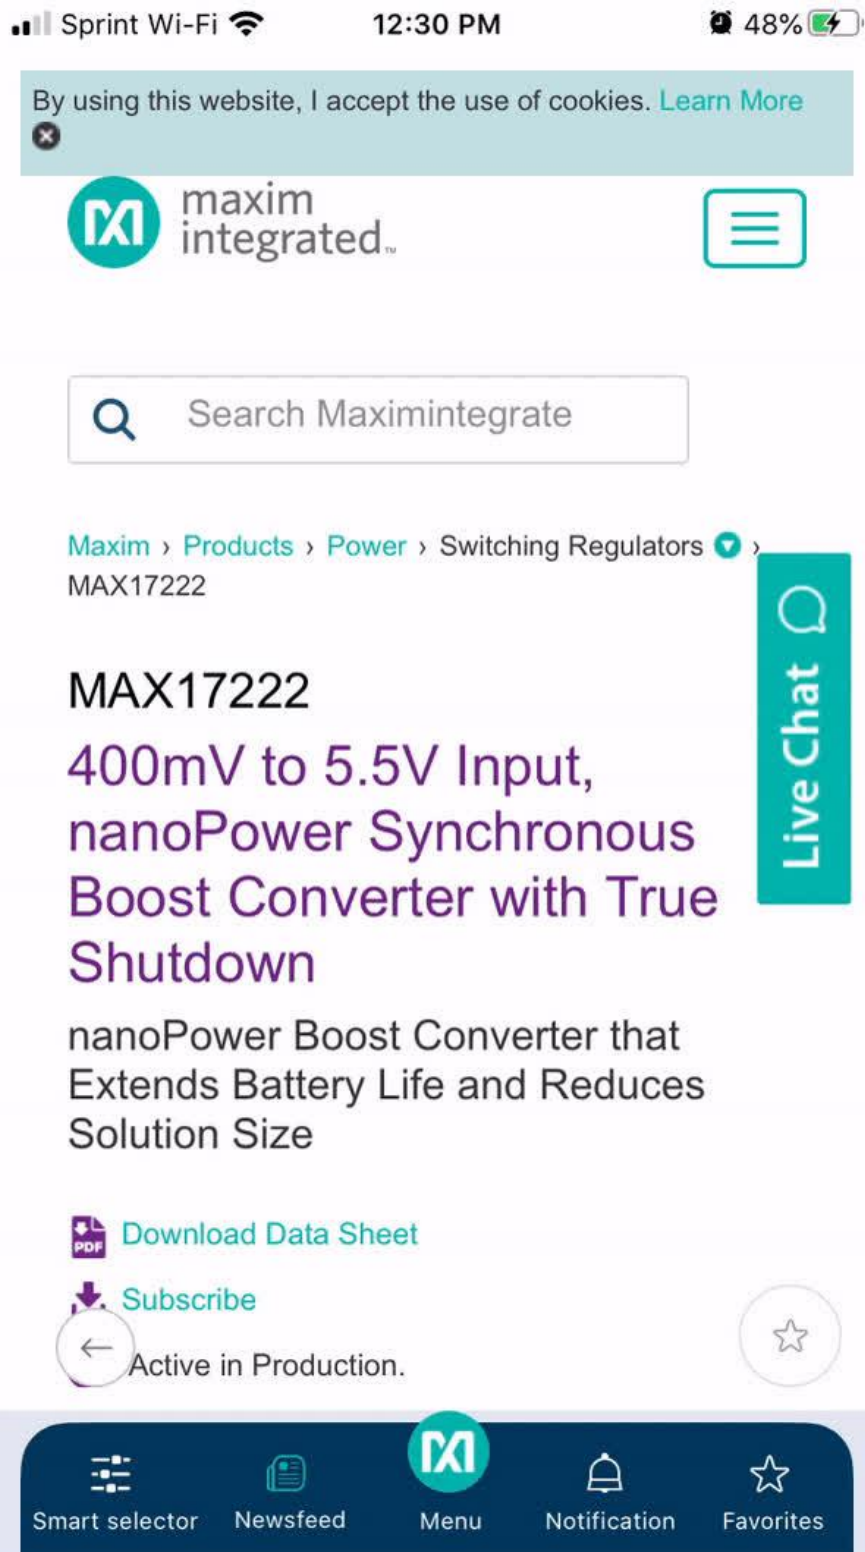 Sprint Wi-Fi 12:30 PM 48%
By using this website, I accept the use of cookies. Learn More
maxim
integrated™
Search Maximintegrate
Maxim › Products › Power › Switching Regulators ›
MAX17222
Live Chat
MAX17222
400mV to 5.5V Input,
nanoPower Synchronous
Boost Converter with True
Shutdown
nanoPower Boost Converter that
Extends Battery Life and Reduces
Solution Size
PDF Download Data Sheet
Subscribe
Active in Production.
Smart selector Newsfeed Menu Notification Favorites